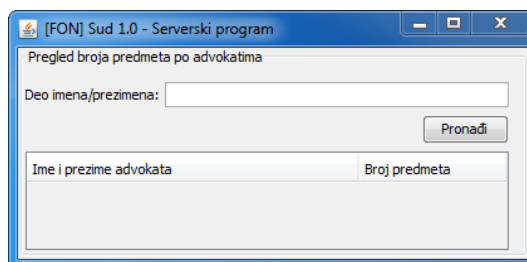 [FON] Sud 1.0 - Serverski program
Pregled broja predmeta po advokatima
Deo imena/prezimena:
Pronađi
Ime i prezime advokata Broj predmeta